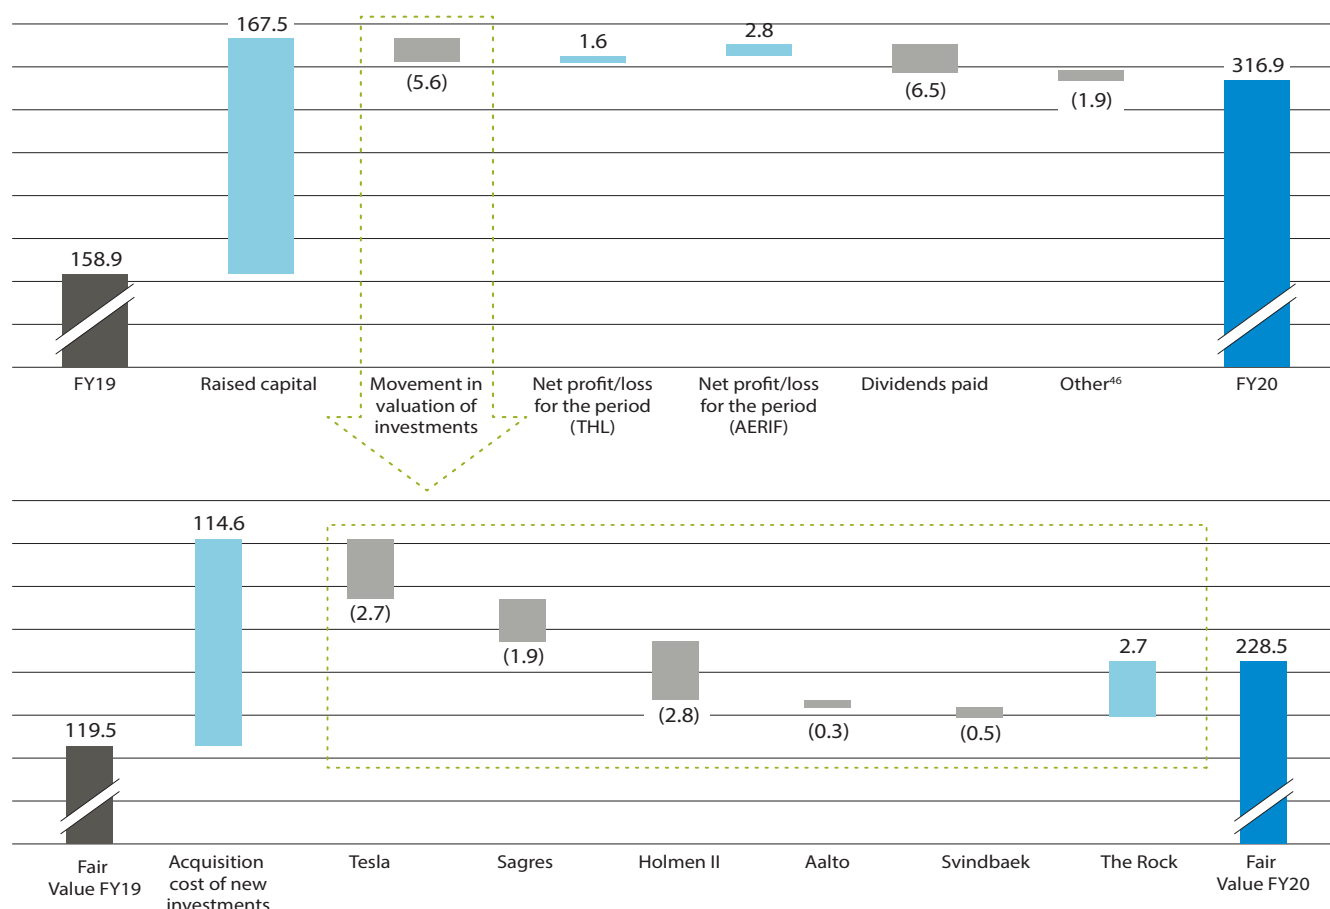 167.5
1.6
2.8
(5.6)
(6.5)
(1.9)
316.9
158.9
FY19
Raised capital
Movement in
valuation of
investments
Net profit/loss
for the period
(THL)
Net profit/loss
for the period
(AERIF)
Dividends paid
Other⁴⁶
FY20
114.6
(2.7)
(1.9)
(2.8)
(0.3)
(0.5)
2.7
228.5
119.5
Fair
Value FY19
Acquisition
cost of new
investments
Tesla
Sagres
Holmen II
Aalto
Svindbaek
The Rock
Fair
Value FY20